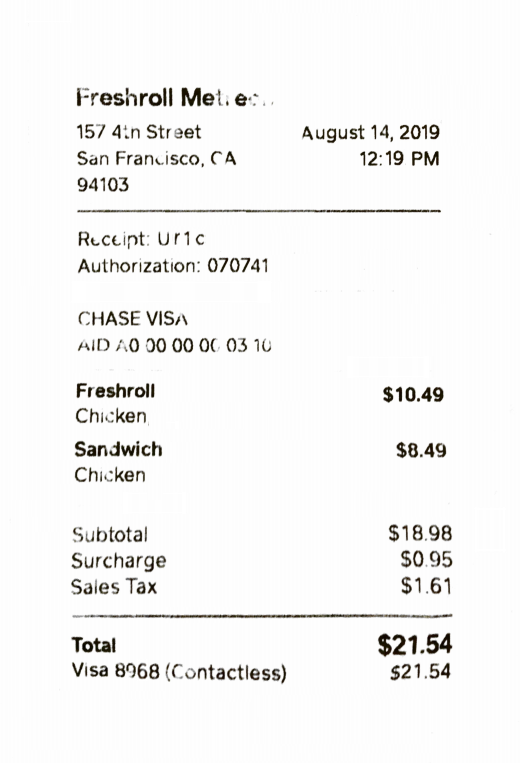 Freshroll
157 4th Street
August 14, 2019
San Francisco, CA
12:19 PM
94103
Receipt: Ur1c
Authorization: 070741
CHASE VISA
AID A0 00 00 00 03 10
Freshroll $10.49
Chicken
Sandwich $8.49
Chicken
Subtotal $18.98
Surcharge $0.95
Sales Tax $1.61
Total $21.54
Visa 8968 (Contactless) $21.54